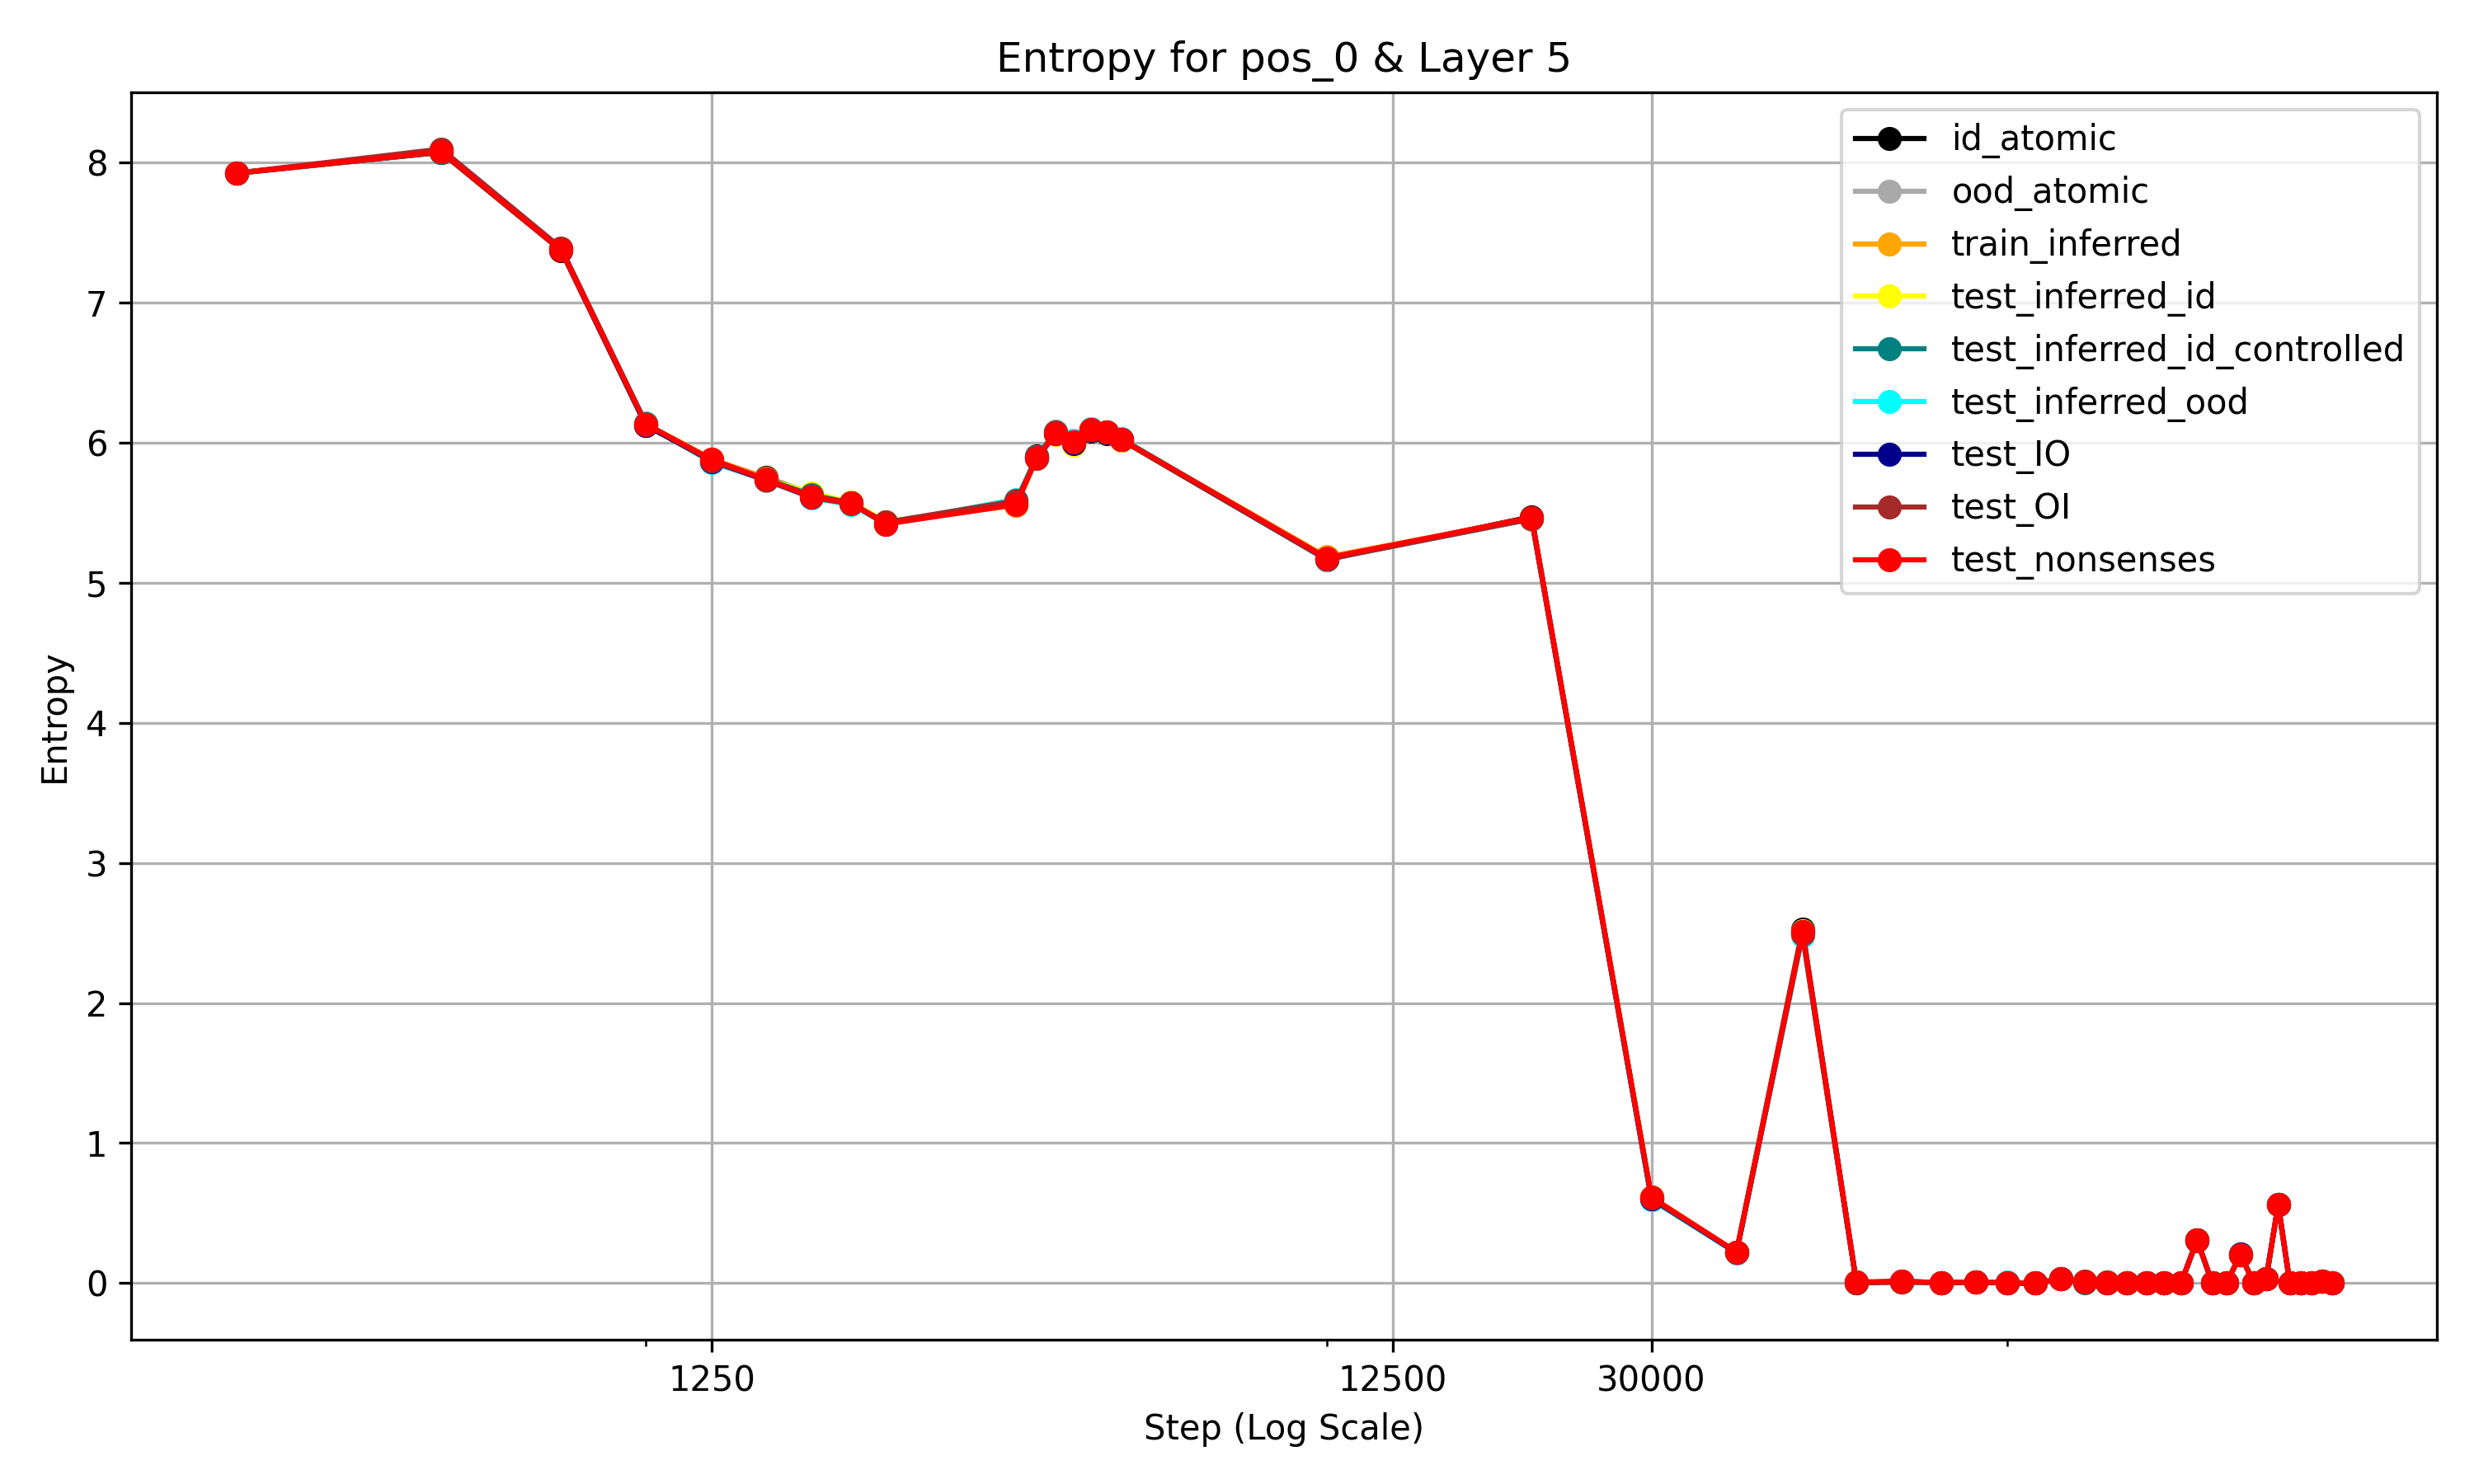 Entropy for pos_0 & Layer 5
8
7
6
5
4
3
2
1
0
Entropy
id_atomic
ood_atomic
train_inferred
test_inferred_id
test_inferred_id_controlled
test_inferred_ood
test_IO
test_OI
test_nonsenses
1250
12500
30000
Step (Log Scale)